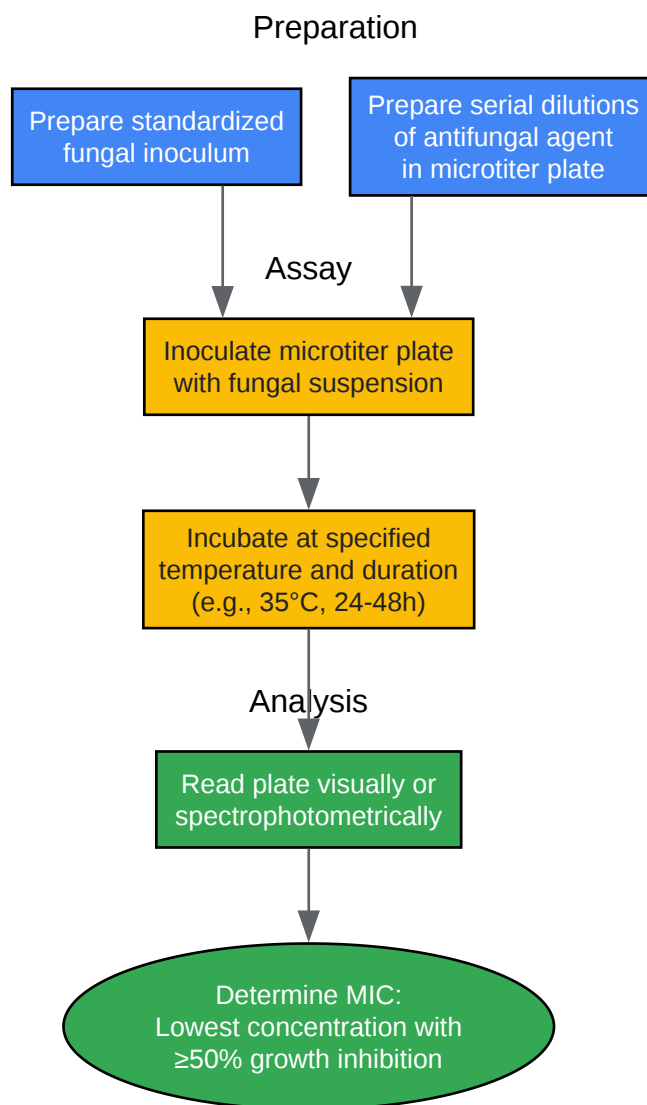 Preparation
Prepare standardized
fungal inoculum
Prepare serial dilutions
of antifungal agent
in microtiter plate
Assay
Inoculate microtiter plate
with fungal suspension
Incubate at specified
temperature and duration
(e.g., 35°C, 24-48h)
Analysis
Read plate visually or
spectrophotometrically
Determine MIC:
Lowest concentration with
≥50% growth inhibition